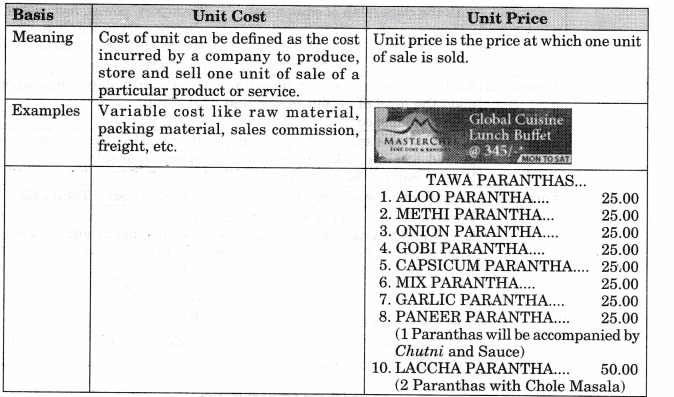 Basis Unit Cost Unit Price
Meaning Cost of unit can be defined as the cost
incurred by a company to produce,
store and sell one unit of sale of a
particular product or service.
Unit price is the price at which one unit
of sale is sold.
Examples Variable cost like raw material,
packing material, sales commission,
freight, etc.
MASTERCHEF
FINE DINE & BANQUET
Global Cuisine
Lunch Buffet
@ 345/-*
MON TO SAT
TAWA PARANTHAS...
1. ALOO PARANTHA.... 25.00
2. METHI PARANTHA... 25.00
3. ONION PARANTHA.... 25.00
4. GOBI PARANTHA.... 25.00
5. CAPSICUM PARANTHA.... 25.00
6. MIX PARANTHA.... 25.00
7. GARLIC PARANTHA.... 25.00
8. PANEER PARANTHA.... 25.00
(1 Paranthas will be accompanied by
Chutni and Sauce)
10. LACCHA PARANTHA.... 50.00
(2 Paranthas with Chole Masala)